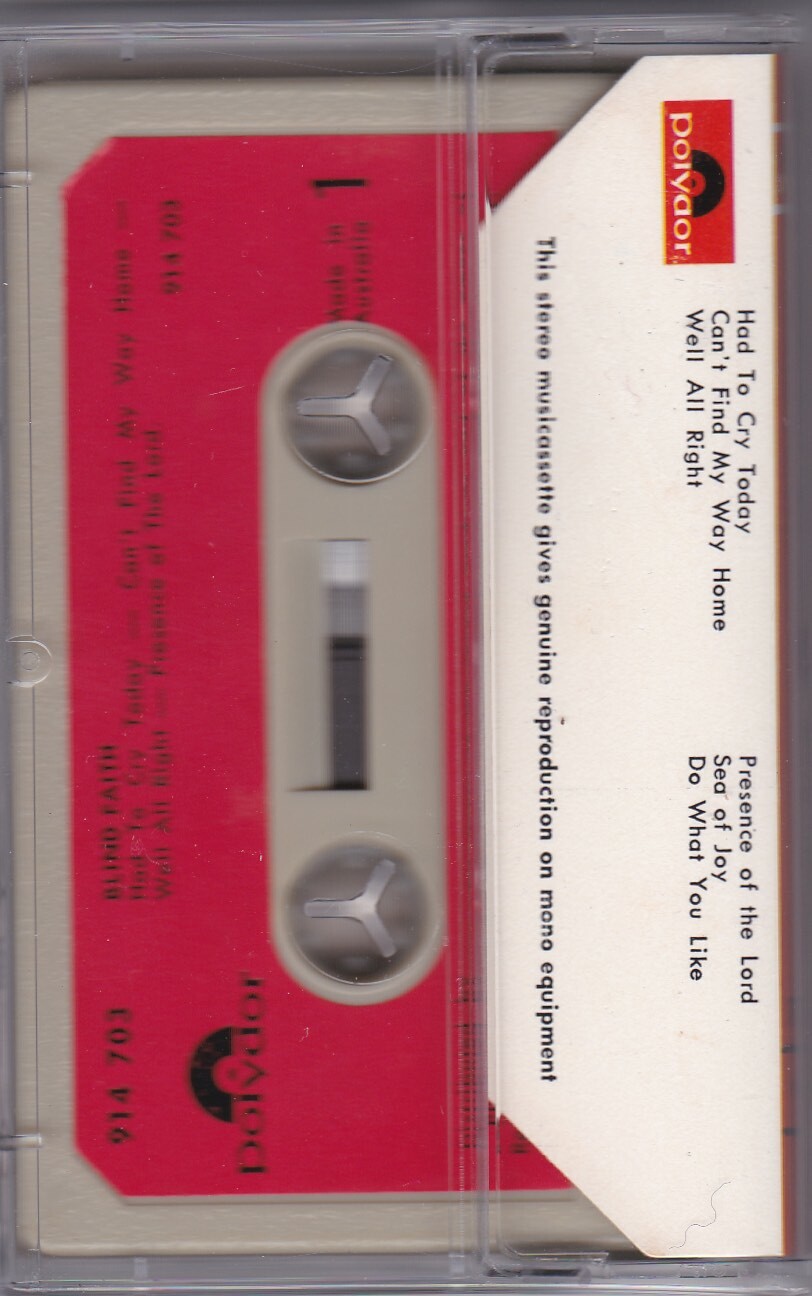 polydor
Had To Cry Today
Can't Find My Way Home
Well All Right
Presence of the Lord
Sea of Joy
Do What You Like
This stereo musicassette gives genuine reproduction on mono equipment
polydor
1
Made in
Australia
914 703
BLIND FAITH
Had To Cry Today — Can't Find My Way Home —
Well All Right — Presence of The Lord
914 703